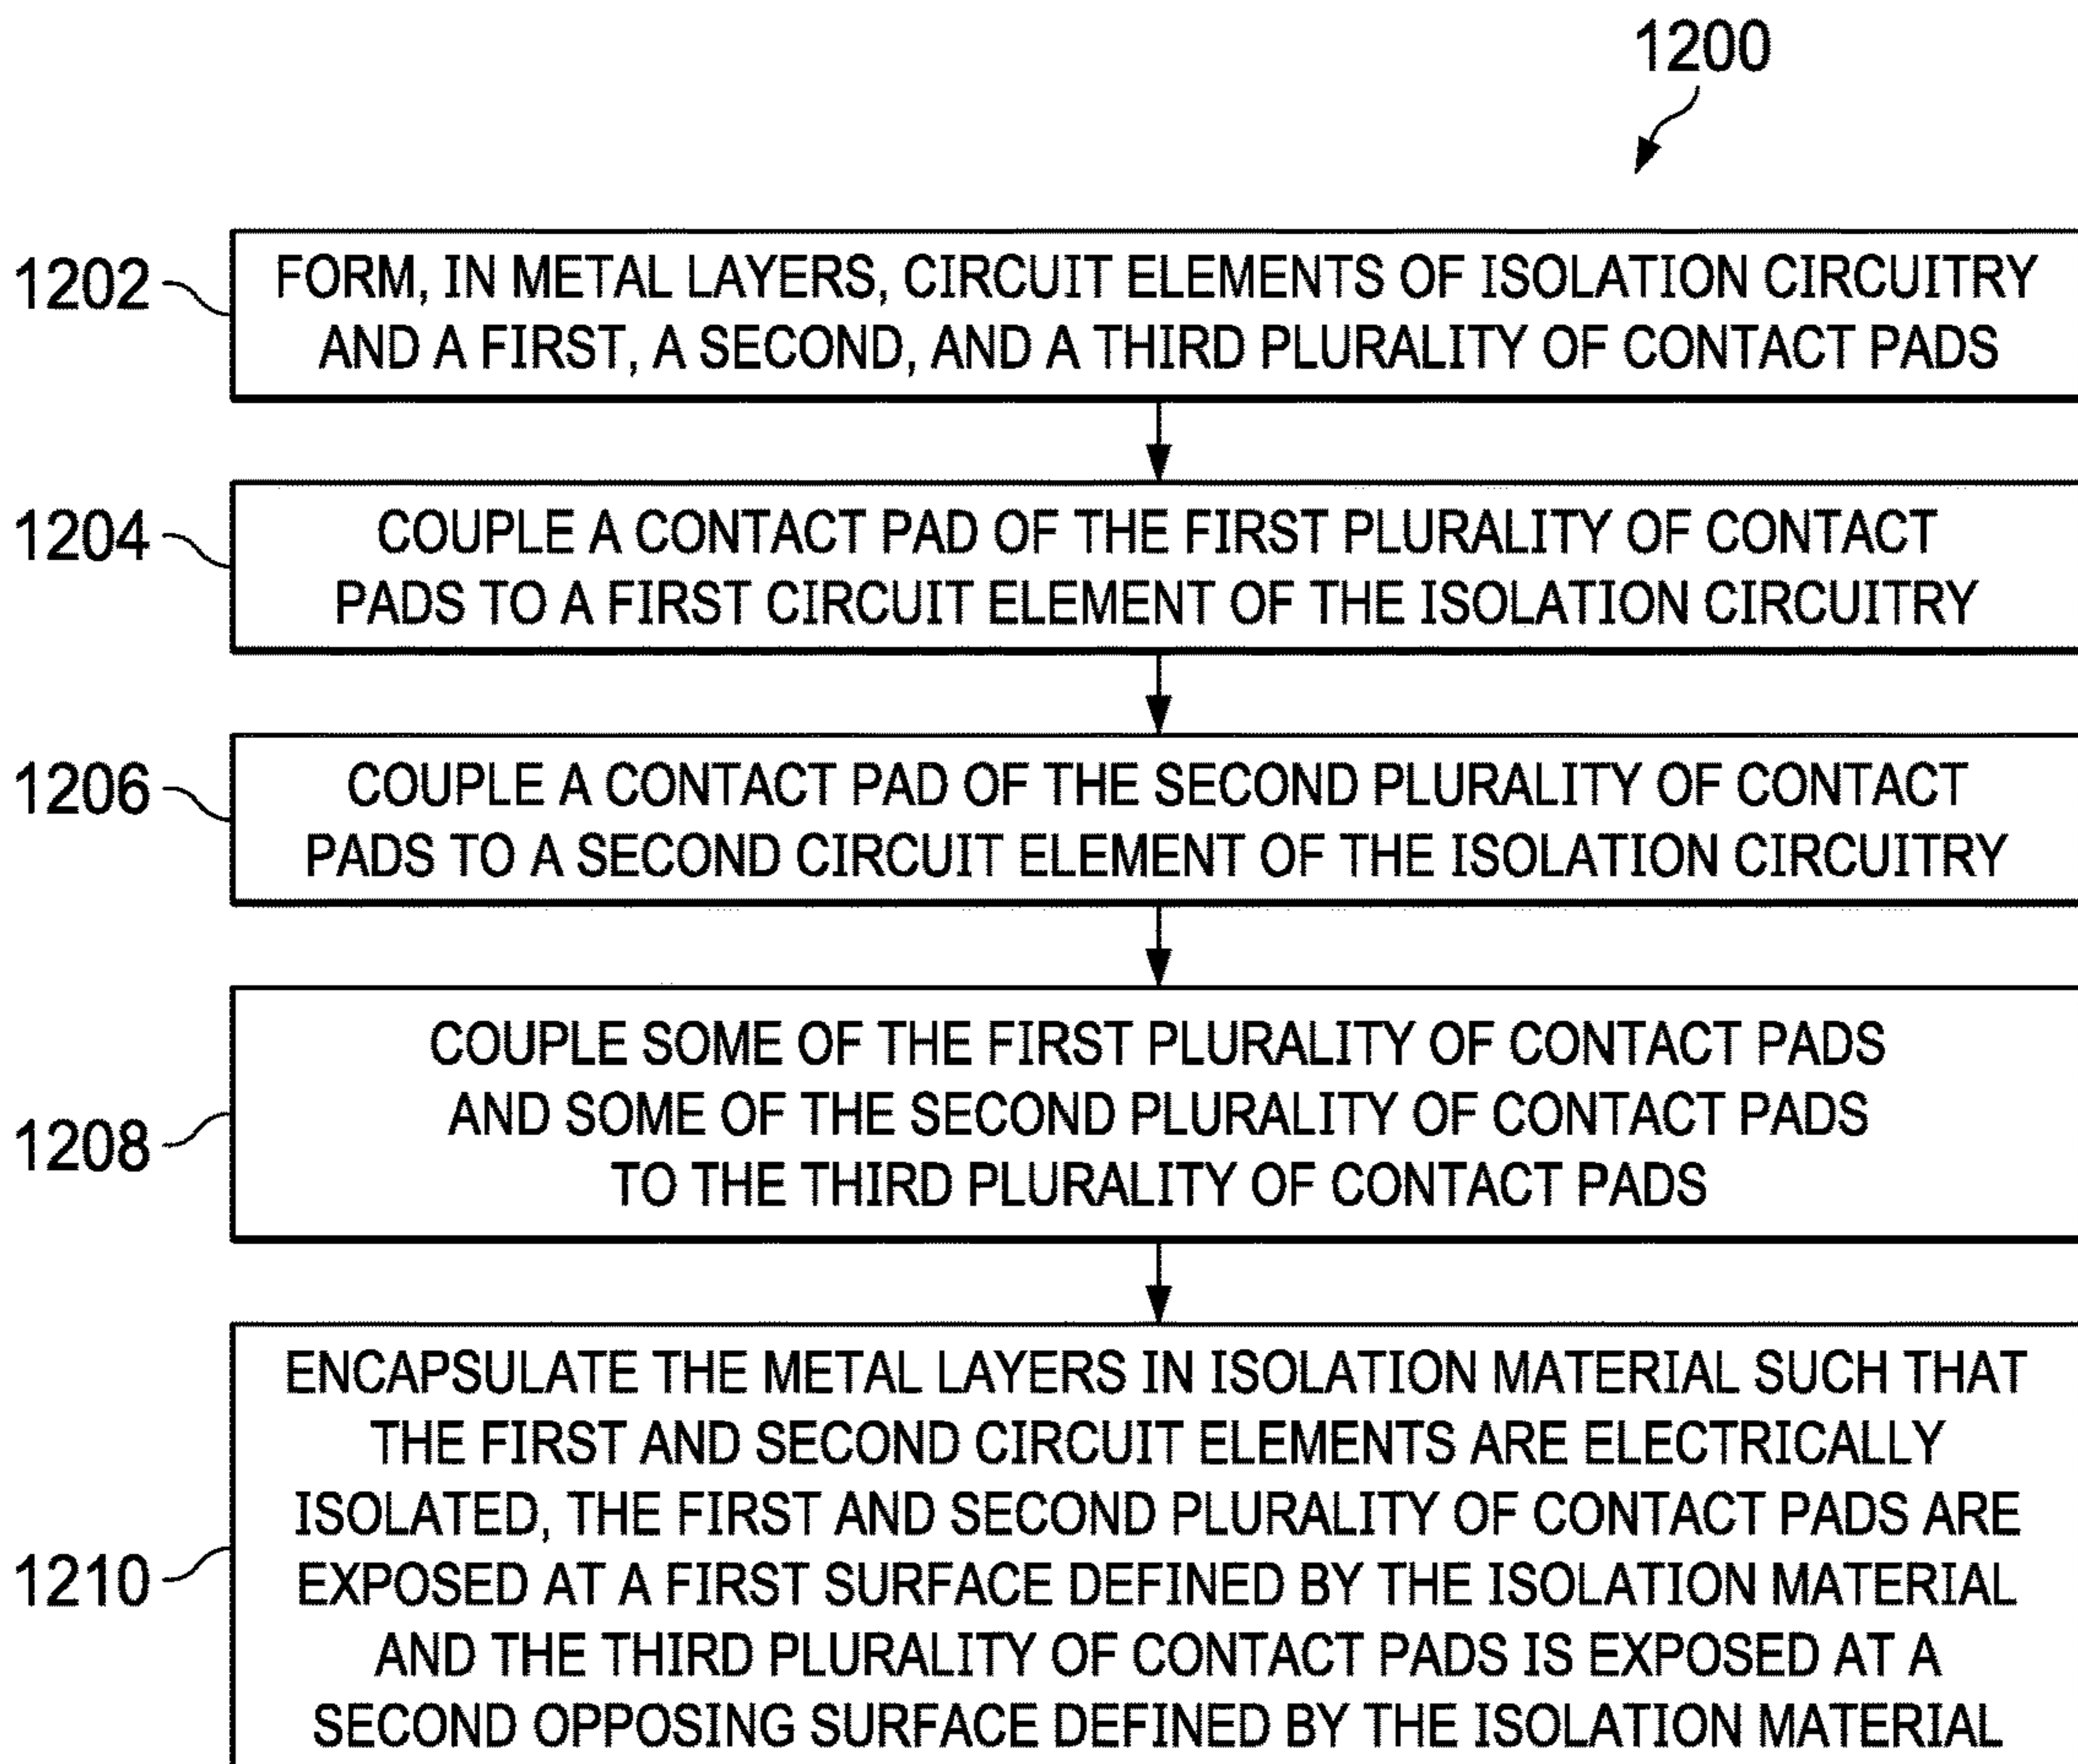 1200
1202
FORM, IN METAL LAYERS, CIRCUIT ELEMENTS OF ISOLATION CIRCUITRY
AND A FIRST, A SECOND, AND A THIRD PLURALITY OF CONTACT PADS
1204
COUPLE A CONTACT PAD OF THE FIRST PLURALITY OF CONTACT
PADS TO A FIRST CIRCUIT ELEMENT OF THE ISOLATION CIRCUITRY
1206
COUPLE A CONTACT PAD OF THE SECOND PLURALITY OF CONTACT
PADS TO A SECOND CIRCUIT ELEMENT OF THE ISOLATION CIRCUITRY
1208
COUPLE SOME OF THE FIRST PLURALITY OF CONTACT PADS
AND SOME OF THE SECOND PLURALITY OF CONTACT PADS
TO THE THIRD PLURALITY OF CONTACT PADS
1210
ENCAPSULATE THE METAL LAYERS IN ISOLATION MATERIAL SUCH THAT
THE FIRST AND SECOND CIRCUIT ELEMENTS ARE ELECTRICALLY
ISOLATED, THE FIRST AND SECOND PLURALITY OF CONTACT PADS ARE
EXPOSED AT A FIRST SURFACE DEFINED BY THE ISOLATION MATERIAL
AND THE THIRD PLURALITY OF CONTACT PADS IS EXPOSED AT A
SECOND OPPOSING SURFACE DEFINED BY THE ISOLATION MATERIAL